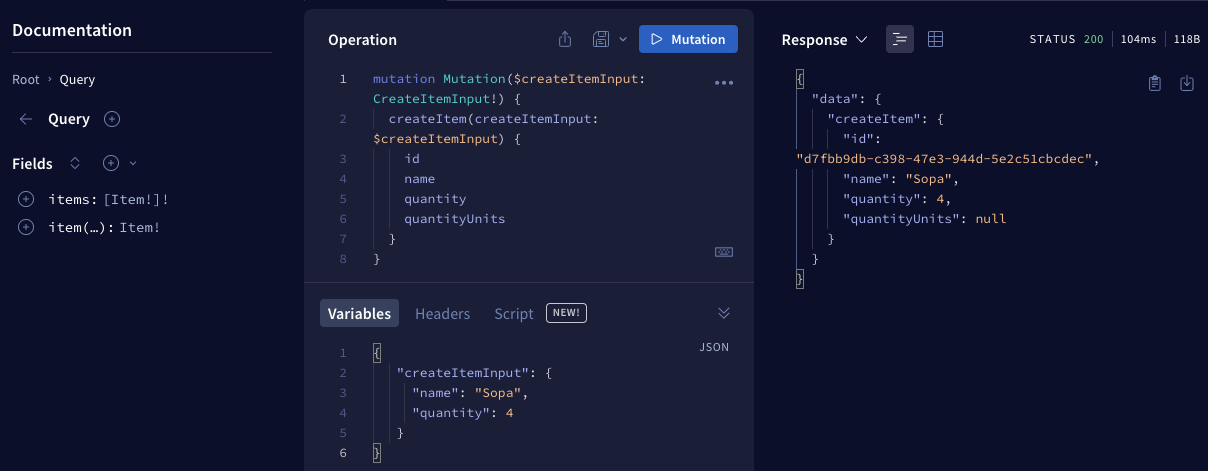 Documentation
Root › Query
Query
Fields
items: [Item!]!
item(…): Item!
Operation
Mutation
1 mutation Mutation($createItemInput:
CreateItemInput!) {
2 createItem(createItemInput:
$createItemInput) {
3 id
4 name
5 quantity
6 quantityUnits
7 }
8 }
Variables Headers Script NEW!
JSON
1 {
2 "createItemInput": {
3 "name": "Sopa",
4 "quantity": 4
5 }
6 }
Response
STATUS 200 104ms 118B
{
"data": {
"createItem": {
"id":
"d7fbb9db-c398-47e3-944d-5e2c51cbcdec",
"name": "Sopa",
"quantity": 4,
"quantityUnits": null
}
}
}